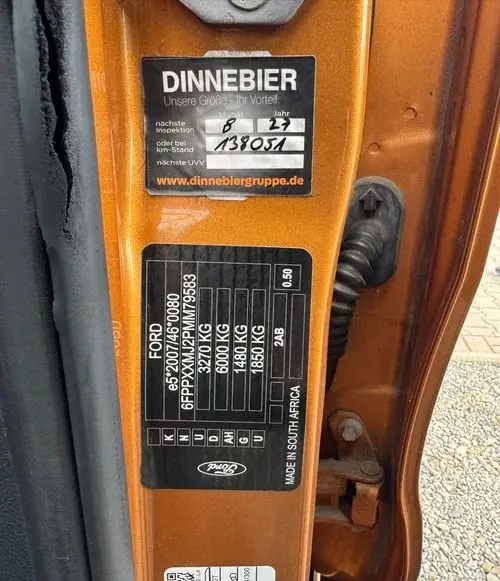 DINNEBIER
Unsere Größe - Ihr Vorteil.
Monat Jahr
nächste Inspektion 8 27
oder bei km-Stand 138051
nächste UVV
www.dinnebiergruppe.de
FORD
e5*2007/46*0080
6FPPXXMJ2PMM79583
3270 KG
6000 KG
1480 KG
1850 KG
2AB
0.50
K
N
U
D
AH
G
U
MADE IN SOUTH AFRICA
Ford